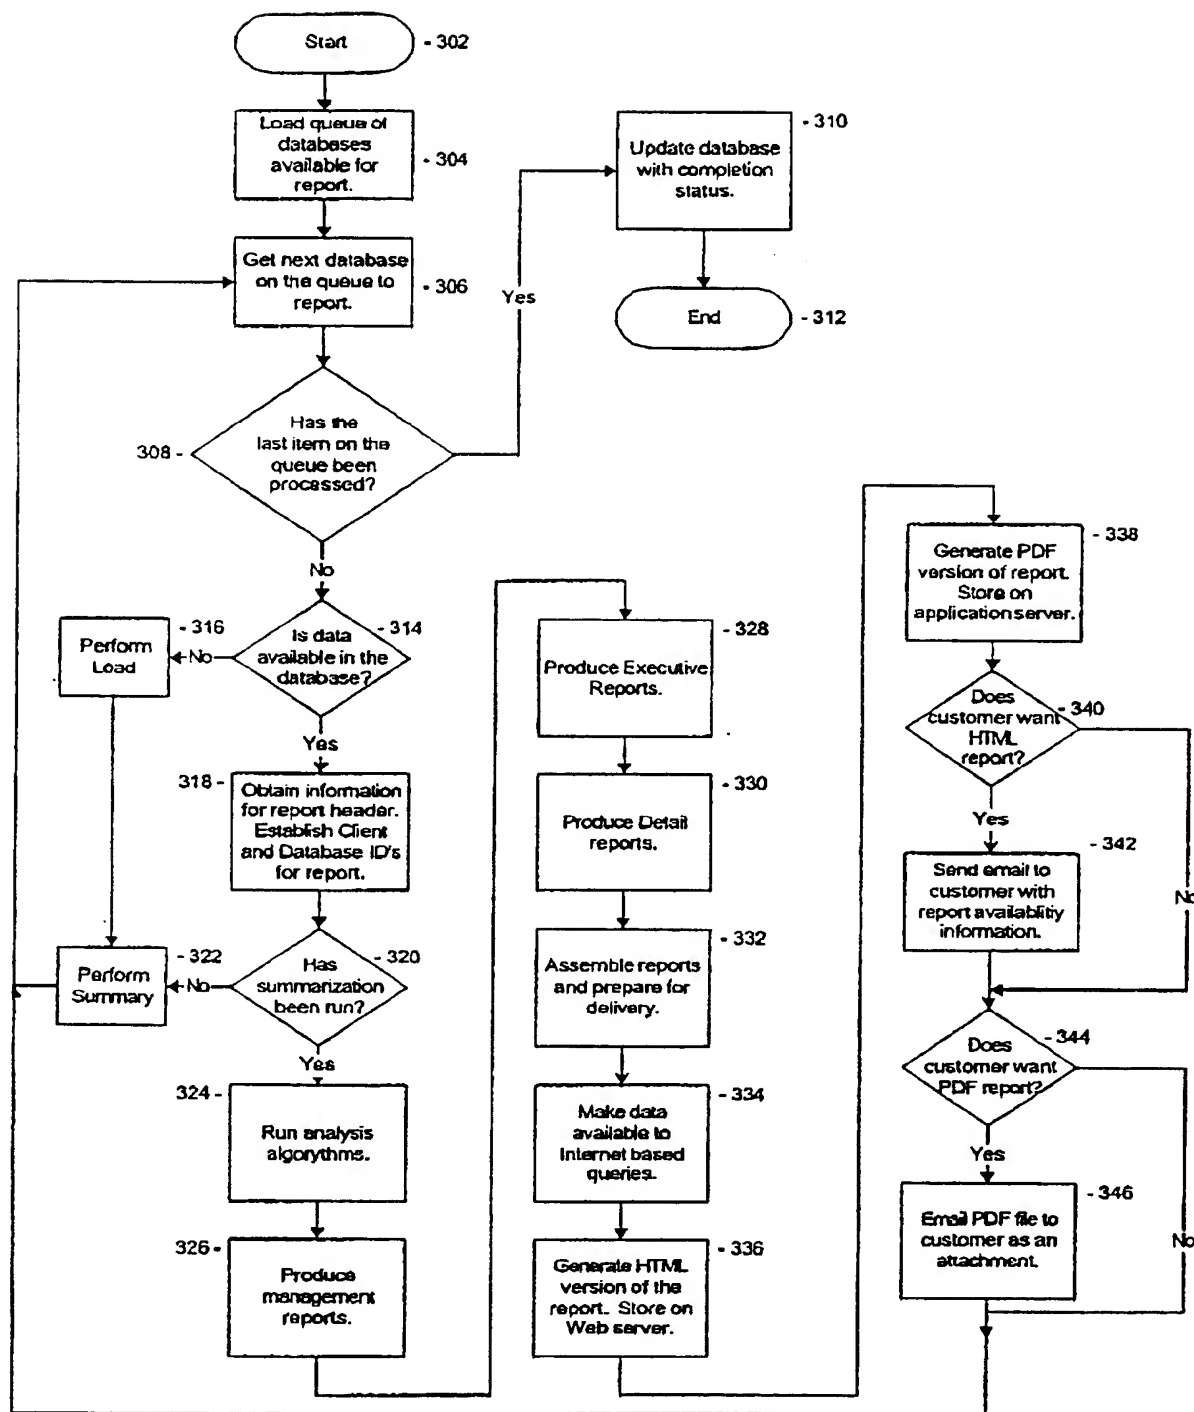 Start
- 302
Load queue of
databases
available for
report.
- 304
Get next database
on the queue to
report.
- 306
Has the
last item on the
queue been
processed?
308 -
Yes
Update database
with completion
status.
- 310
End
- 312
No
Is data
available in the
database?
- 314
No
Perform
Load
- 316
Yes
318 -
Obtain information
for report header.
Establish Client
and Database ID's
for report.
Has
summarization
been run?
- 320
No
Perform
Summary
- 322
Yes
324 -
Run analysis
algorithms.
326 -
Produce
management
reports.
Produce Executive
Reports.
- 328
Produce Detail
reports.
- 330
Assemble reports
and prepare for
delivery.
- 332
Make data
available to
Internet based
queries.
- 334
Generate HTML
version of the
report. Store on
Web server.
- 336
Generate PDF
version of report.
Store on
application server.
- 338
Does
customer want
HTML
report?
- 340
Yes
No
Send email to
customer with
report availablitiy
information.
- 342
Does
customer want
PDF report?
- 344
Yes
No
Email PDF file to
customer as an
attachment.
- 346